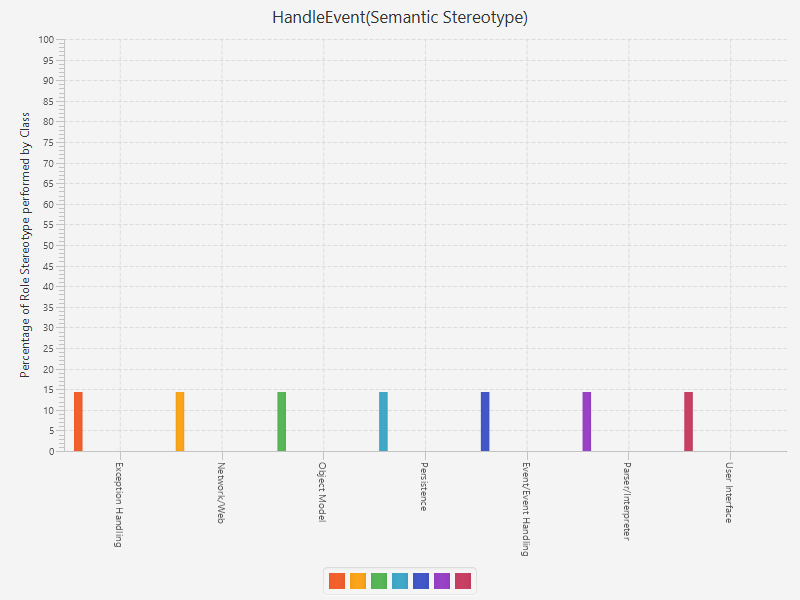 HandleEvent(Semantic Stereotype)
Percentage of Role Stereotype performed by Class
100
95
90
85
80
75
70
65
60
55
50
45
40
35
30
25
20
15
10
5
0
Exception Handling
Network/Web
Object Model
Persistence
Event/Event Handling
Parser/Interpreter
User Interface